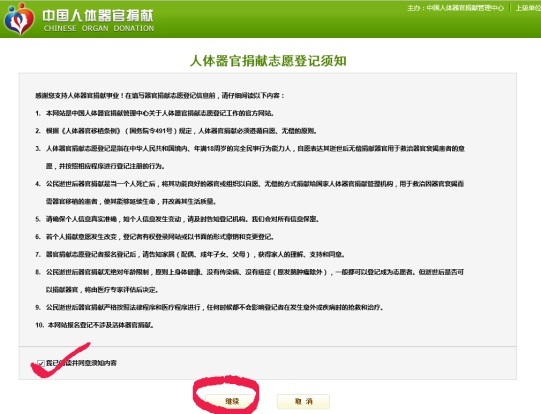 中国人体器官捐献
CHINESE ORGAN DONATION
主办：中国人体器官捐献管理中心 | 上级单位
人体器官捐献志愿登记须知
感谢您支持人体器官捐献事业！在填写器官捐献志愿登记信息前，请仔细阅读以下内容：
1. 本网站是中国人体器官捐献管理中心关于人体器官捐献志愿登记工作的官方网站。
2. 根据《人体器官移植条例》（国务院令491号）规定，人体器官捐献必须遵循自愿、无偿的原则。
3. 人体器官捐献志愿登记是指在中华人民共和国境内、年满18周岁的完全民事行为能力人，自愿者达其逝世后无偿捐献器官用于救治器官衰竭患者的意
愿，并按照相应程序进行登记注册的行为。
4. 公民逝世后器官捐献是当一个人死亡后，将其功能良好的器官或组织以自愿、无偿的方式捐献给国家人体器官捐献管理机构，用于救治因器官衰竭而
需器官移植的患者，使其能够延续生命，并改善其生活质量。
5. 请确保个人信息真实准确，如个人信息发生变动，请及时告知登记机构。我们会对所有信息保密。
6. 若个人捐献意愿发生改变，登记者有权登录网站或以书面的形式撤销和变更登记。
7. 器官捐献志愿登记者报名登记后，请告知家属（配偶、成年子女、父母），获得家人的理解、支持和同意。
8. 公民逝世后器官捐献无绝对年龄限制，原则上身体健康、没有传染病、没有癌症（原发脑肿瘤除外），一般都可以登记成为志愿者。但逝世后是否可
以捐献器官，将由医疗专家评估后决定。
9. 公民逝世后器官捐献严格按照法律程序和医疗程序进行，任何时候都不会影响登记者在发生意外或疾病时的抢救和治疗。
10. 本网站报名登记不涉及活体器官捐献。
我已阅读并同意须知内容
继续
取 消